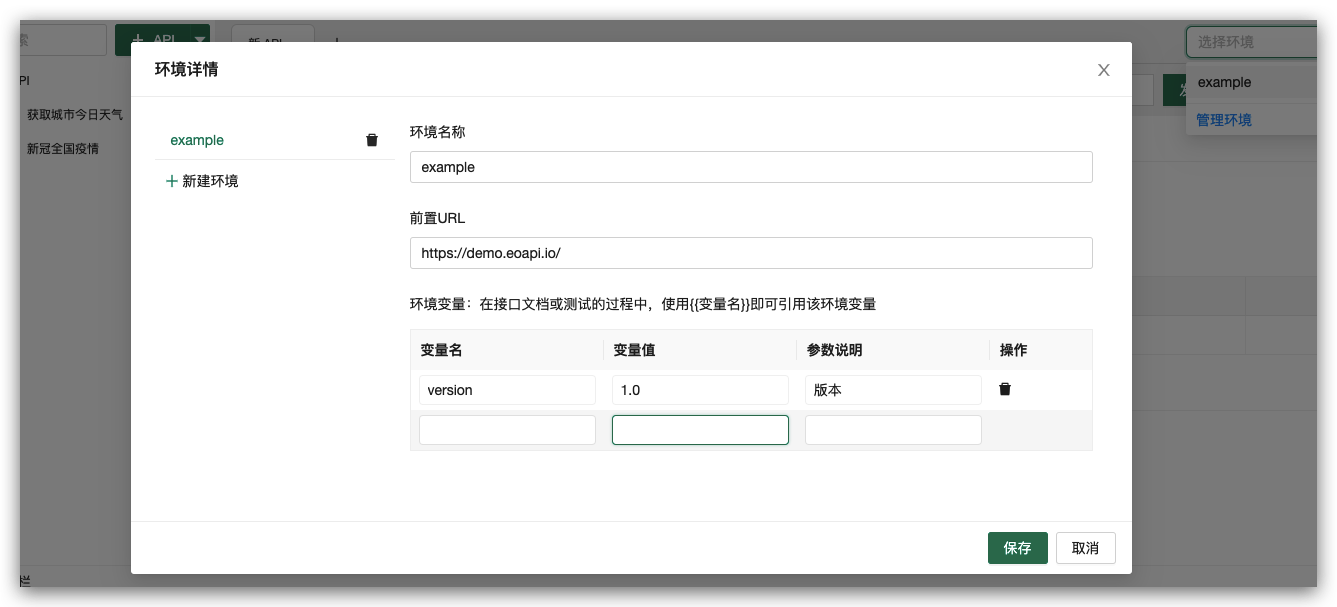 索
API
新 API
选择环境
环境详情
X
PI
example
获取城市今日天气
example
环境名称
发
管理环境
新冠全国疫情
example
新建环境
前置URL
https://demo.eoapi.io/
环境变量：在接口文档或测试的过程中，使用{{变量名}}即可引用该环境变量
变量名 变量值 参数说明 操作
version 1.0 版本
保存 取消
栏